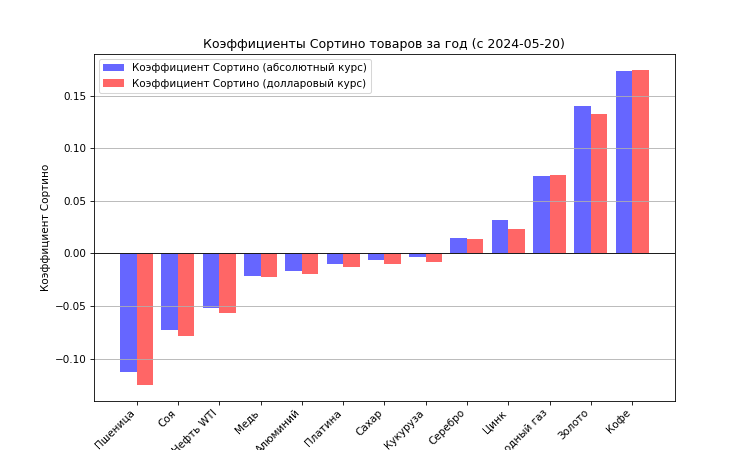 Коэффициенты Сортино товаров за год (с 2024-05-20)
Коэффициент Сортино (абсолютный курс)
Коэффициент Сортино (долларовый курс)
Коэффициент Сортино
0.15
0.10
0.05
0.00
−0.05
−0.10
Пшеница
Соя
Нефть WTI
Медь
Алюминий
Платина
Сахар
Кукуруза
Серебро
Цинк
газ
Золото
Кофе